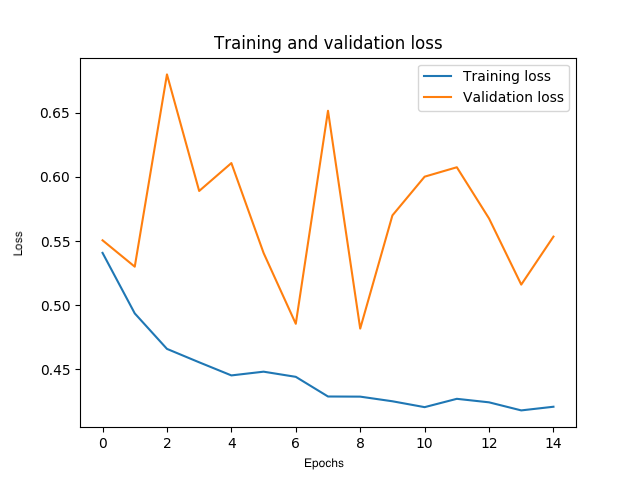 Training and validation loss
Training loss
Validation loss
0.65
0.60
0.55
0.50
0.45
Loss
0 2 4 6 8 10 12 14
Epochs